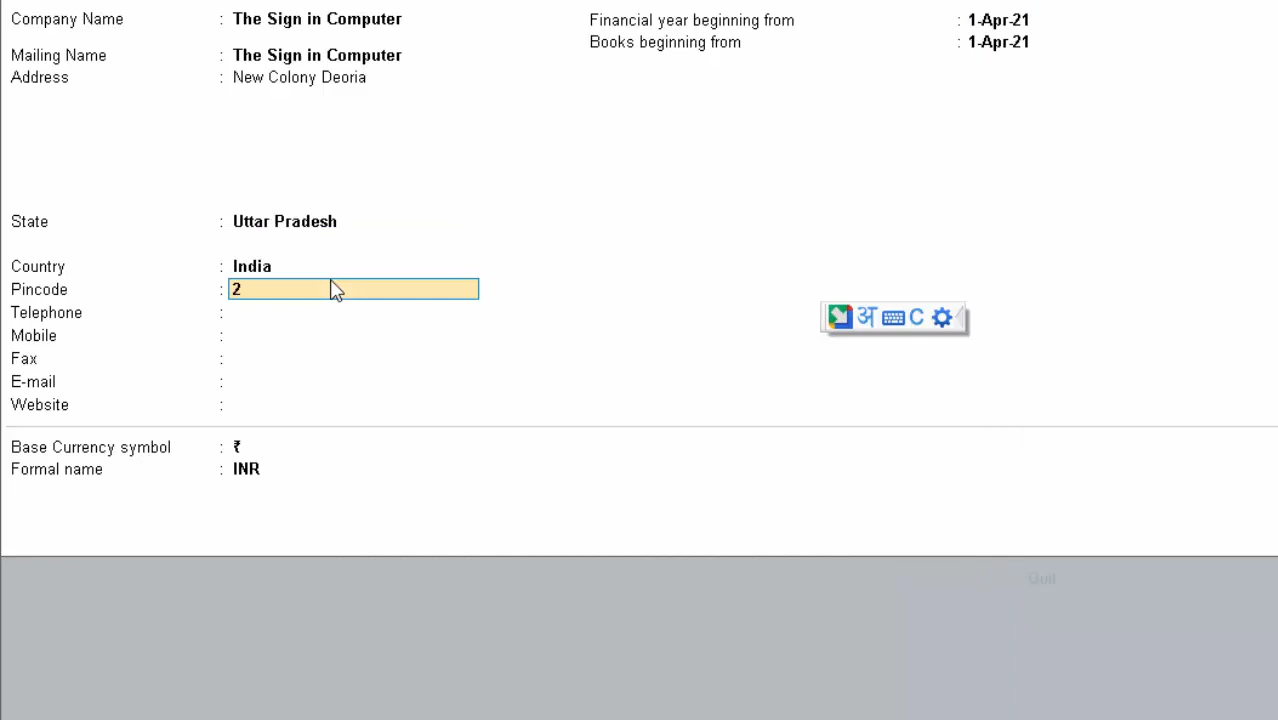 Company Name : The Sign in Computer
Financial year beginning from : 1-Apr-21
Books beginning from : 1-Apr-21
Mailing Name : The Sign in Computer
Address : New Colony Deoria
State : Uttar Pradesh
Country : India
Pincode : 2
Telephone :
Mobile :
Fax :
E-mail :
Website :
अ C
Base Currency symbol : ₹
Formal name : INR
Quit